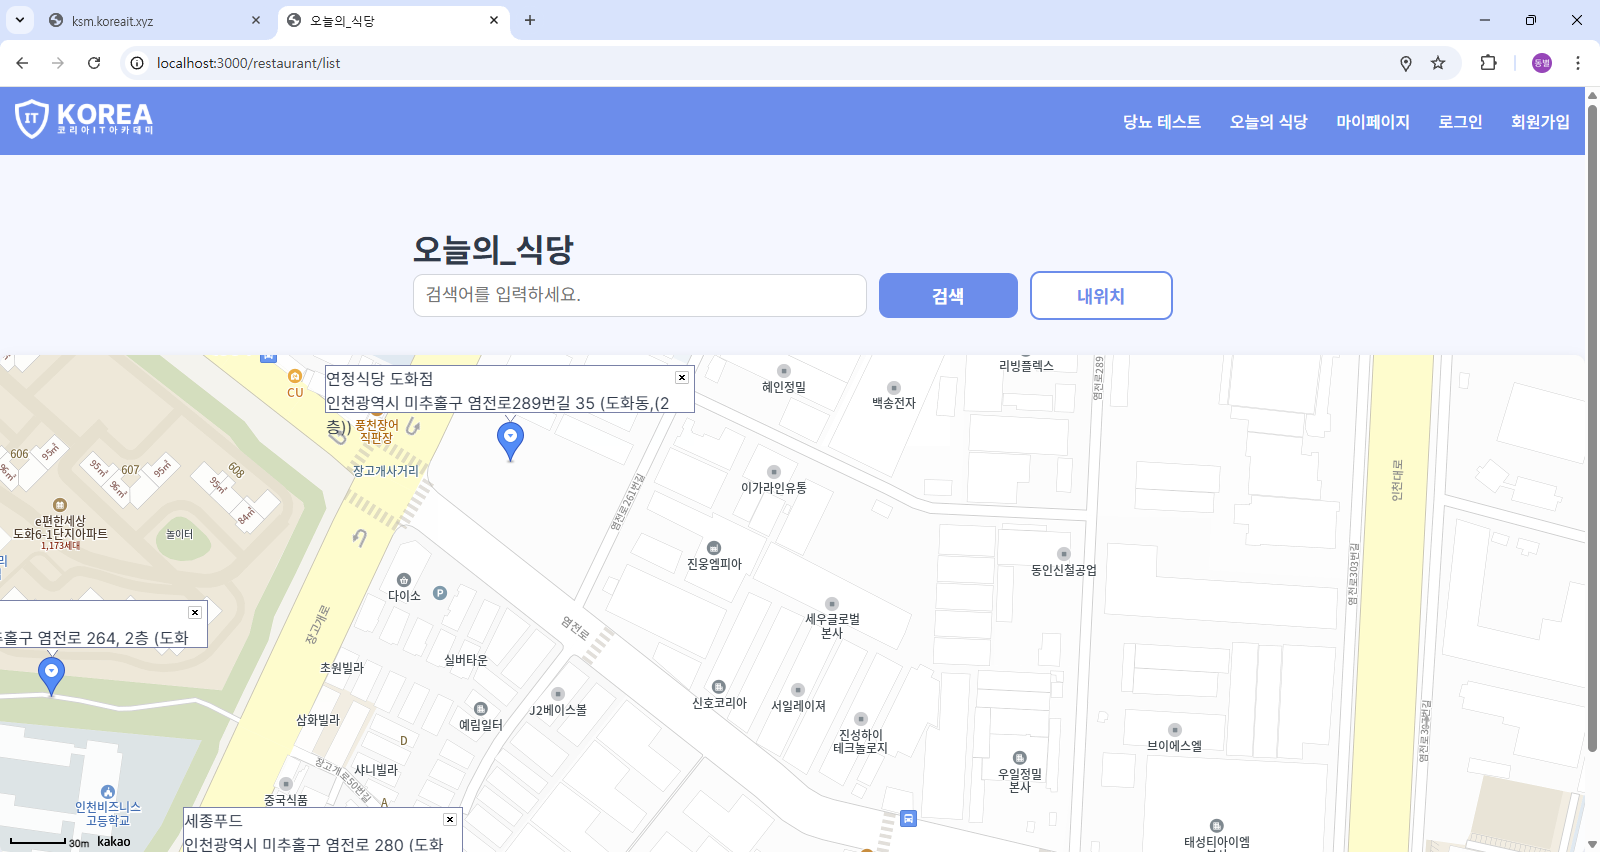 ksm.koreait.xyz
오늘의_식당
localhost:3000/restaurant/list
동별
IT KOREA
코리아IT아카데미
당뇨 테스트
오늘의 식당
마이페이지
로그인
회원가입
오늘의_식당
검색어를 입력하세요.
검색
내위치
연정식당 도화점
인천광역시 미추홀구 염전로289번길 35 (도화동,(2
층))
CU
풍천장어
직판장
장고개사거리
혜인정밀
백송전자
리빙플렉스
염전로289
606
95m²
96m²
607
95m²
96m²
95m²
608
95m²
84m²
e편한세상
도화6-1단지아파트
1,173세대
놀이터
이가라인유통
염전로261번길
인천대로
진웅엠피아
동인신철공업
다이소
P
세우글로벌
본사
염전로303번길
홀구 염전로 264, 2층 (도화
장고개로
염전로
초원빌라
실버타운
신호코리아
서일레이져
J2베이스볼
예림일터
삼화빌라
진성하이
테크놀로지
브이에스엘
D
샤니빌라
장고개로50번길
A
중국식품
우일정밀
본사
인천비즈니스
고등학교
세종푸드
인천광역시 미추홀구 염전로 280 (도화
태성티아이엠
30m
kakao